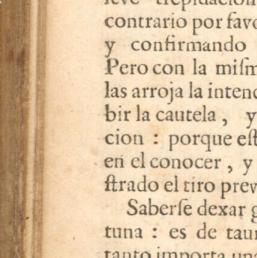 leve trepidacion
contrario por favo
y confirmando
Pero con la miſm
las arroja la intenc
bir la cautela, y
cion: porque eſt
en el conocer, y
ſtrado el tiro prev
Saberſe dexar g
tuna: es de taur
tanto importa una